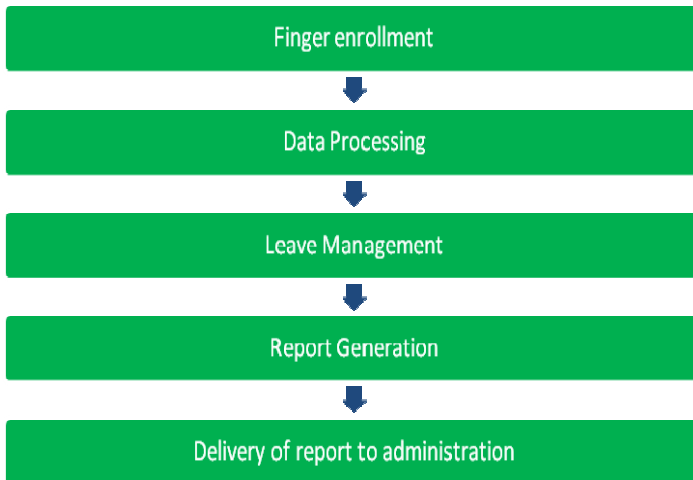 Finger enrollment
Data Processing
Leave Management
Report Generation
Delivery of report to administration